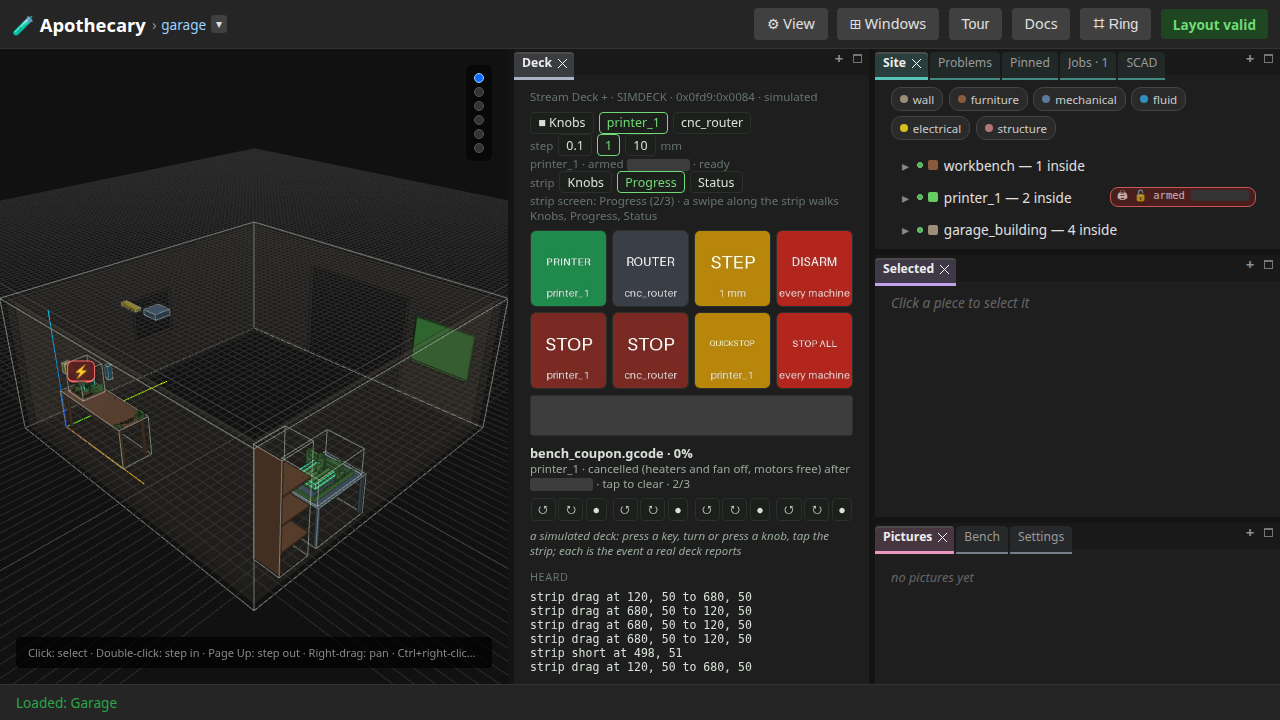 Apothecary › garage ▾
⚙ View
⊞ Windows
Tour
Docs
⌗ Ring
Layout valid
Click: select · Double-click: step in · Page Up: step out · Right-drag: pan · Ctrl+right-clic...
Deck
Stream Deck + · SIMDECK · 0x0fd9:0x0084 · simulated
■ Knobs printer_1 cnc_router
step 0.1 1 10 mm
printer_1 · armed · ready
strip Knobs Progress Status
strip screen: Progress (2/3) · a swipe along the strip walks
Knobs, Progress, Status
PRINTER ROUTER STEP DISARM
printer_1 cnc_router 1 mm every machine
STOP STOP QUICKSTOP STOP ALL
printer_1 cnc_router printer_1 every machine
bench_coupon.gcode · 0%
printer_1 · cancelled (heaters and fan off, motors free) after
· tap to clear · 2/3
a simulated deck: press a key, turn or press a knob, tap the
strip; each is the event a real deck reports
HEARD
strip drag at 120, 50 to 680, 50
strip drag at 680, 50 to 120, 50
strip drag at 680, 50 to 120, 50
strip drag at 680, 50 to 120, 50
strip short at 498, 51
strip drag at 120, 50 to 680, 50
Site Problems Pinned Jobs · 1 SCAD
wall furniture mechanical fluid
electrical structure
workbench — 1 inside
printer_1 — 2 inside armed
garage_building — 4 inside
Selected
Click a piece to select it
Pictures Bench Settings
no pictures yet
Loaded: Garage